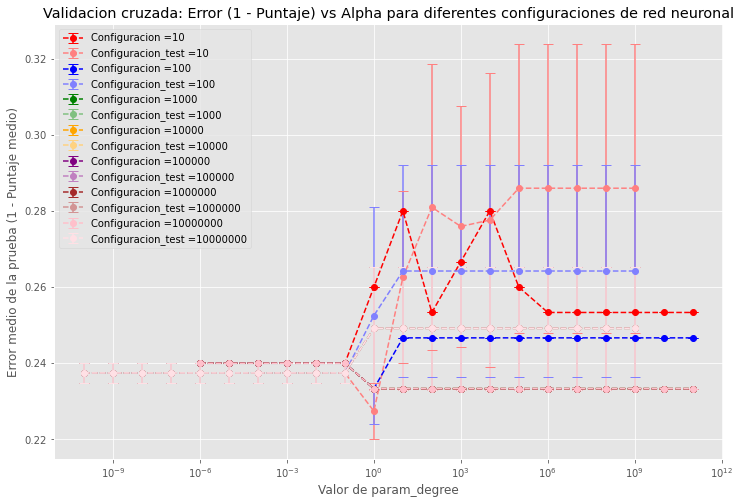 Validacion cruzada: Error (1 - Puntaje) vs Alpha para diferentes configuraciones de red neuronal
Configuracion =10
Configuracion_test =10
Configuracion =100
Configuracion_test =100
Configuracion =1000
Configuracion_test =1000
Configuracion =10000
Configuracion_test =10000
Configuracion =100000
Configuracion_test =100000
Configuracion =1000000
Configuracion_test =1000000
Configuracion =10000000
Configuracion_test =10000000
Error medio de la prueba (1 - Puntaje medio)
0.32
0.30
0.28
0.26
0.24
0.22
10⁻⁹
10⁻⁶
10⁻³
10⁰
10³
10⁶
10⁹
10¹²
Valor de param_degree